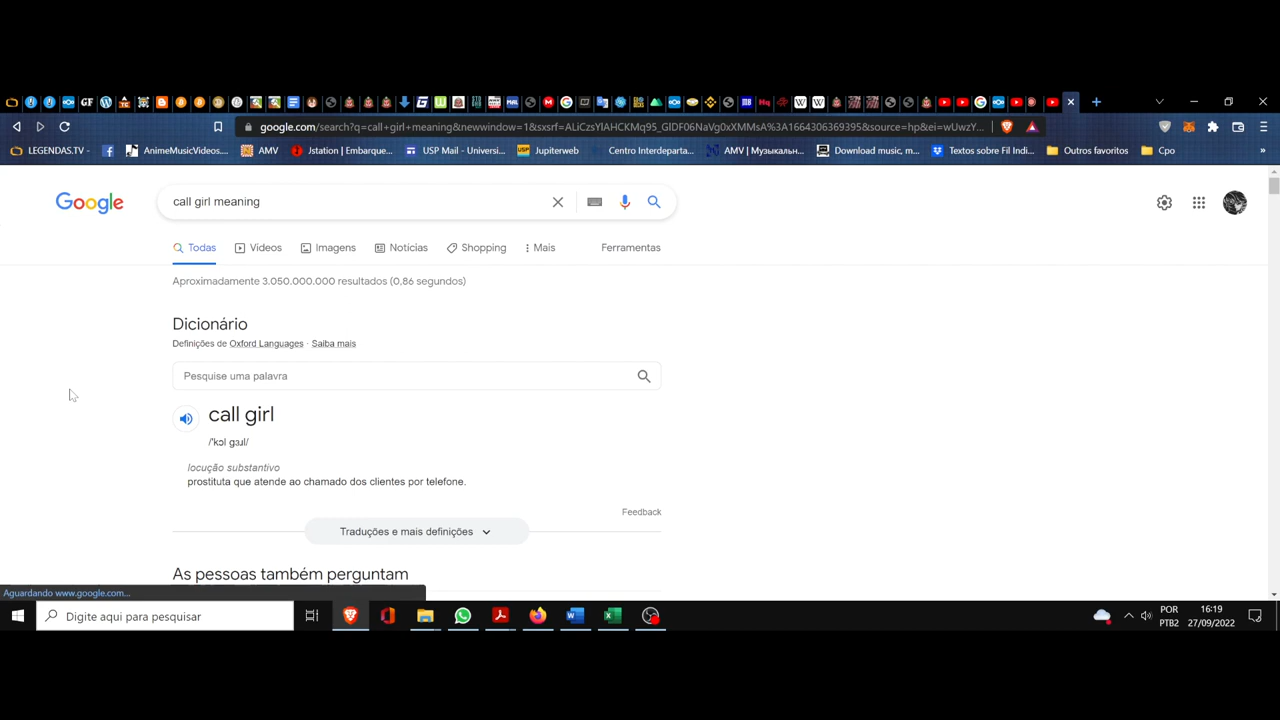 GF
google.com/search?q=call+girl+meaning&newwindow=1&sxsrf=ALiCzsYlAHCKMq95_GIDF06NaVg0xXMMsA%3A1664306369395&source=hp&ei=wUwzY...
LEGENDAS.TV -
AnimeMusicVideos...
AMV
Jstation | Embarque...
USP Mail - Universi...
Jupiterweb
Centro Interdeparta...
AMV | Музыкальн...
Download music, m...
Textos sobre Fil Indi...
Outros favoritos
Cpo
»
Google
call girl meaning
Todas
Vídeos
Imagens
Notícias
Shopping
Mais
Ferramentas
Aproximadamente 3.050.000.000 resultados (0,86 segundos)
Dicionário
Definições de Oxford Languages · Saiba mais
Pesquise uma palavra
call girl
locução substantivo
prostituta que atende ao chamado dos clientes por telefone.
Feedback
Traduções e mais definições
As pessoas também perguntam
Aguardando www.google.com...
Digite aqui para pesquisar
POR
PTB2
16:19
27/09/2022